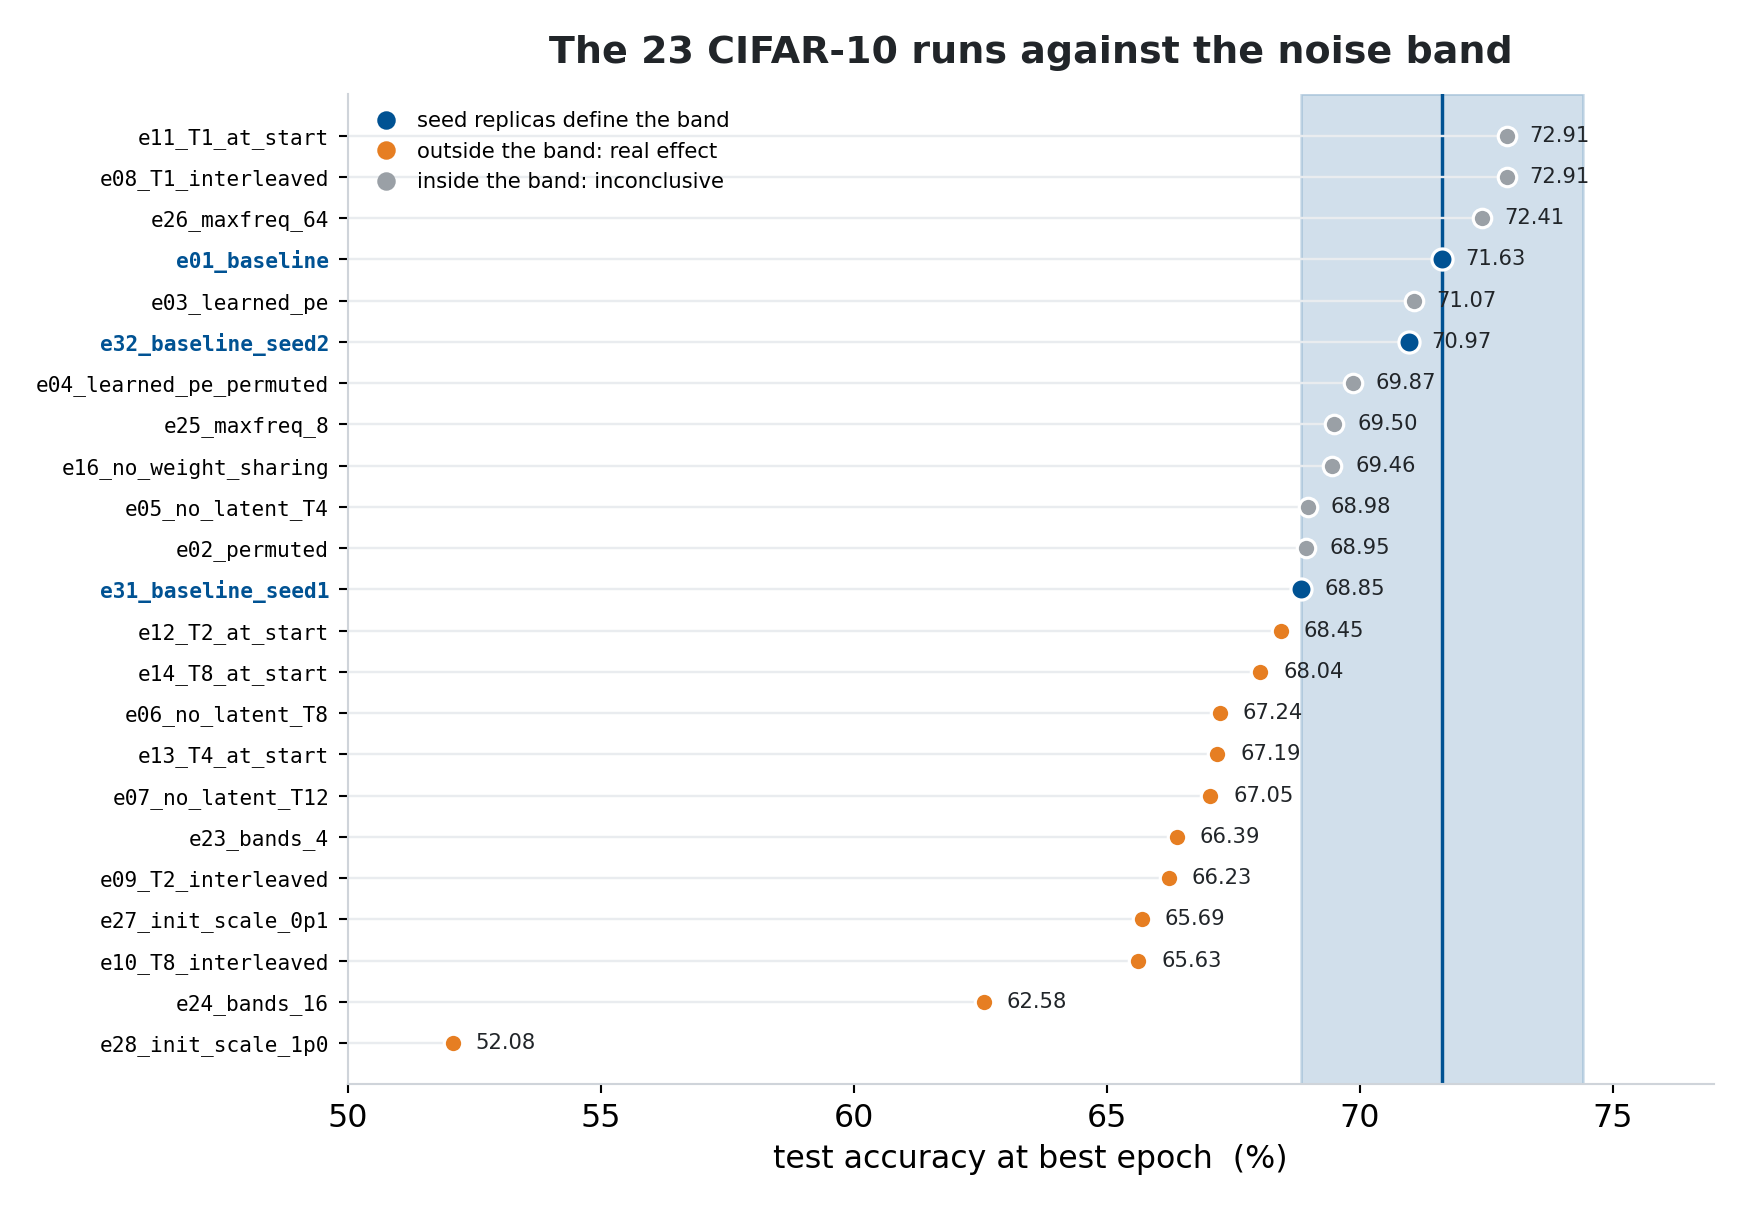 The 23 CIFAR-10 runs against the noise band
seed replicas define the band
outside the band: real effect
inside the band: inconclusive
e11_T1_at_start 72.91
e08_T1_interleaved 72.91
e26_maxfreq_64 72.41
e01_baseline 71.63
e03_learned_pe 71.07
e32_baseline_seed2 70.97
e04_learned_pe_permuted 69.87
e25_maxfreq_8 69.50
e16_no_weight_sharing 69.46
e05_no_latent_T4 68.98
e02_permuted 68.95
e31_baseline_seed1 68.85
e12_T2_at_start 68.45
e14_T8_at_start 68.04
e06_no_latent_T8 67.24
e13_T4_at_start 67.19
e07_no_latent_T12 67.05
e23_bands_4 66.39
e09_T2_interleaved 66.23
e27_init_scale_0p1 65.69
e10_T8_interleaved 65.63
e24_bands_16 62.58
e28_init_scale_1p0 52.08
50 55 60 65 70 75
test accuracy at best epoch (%)